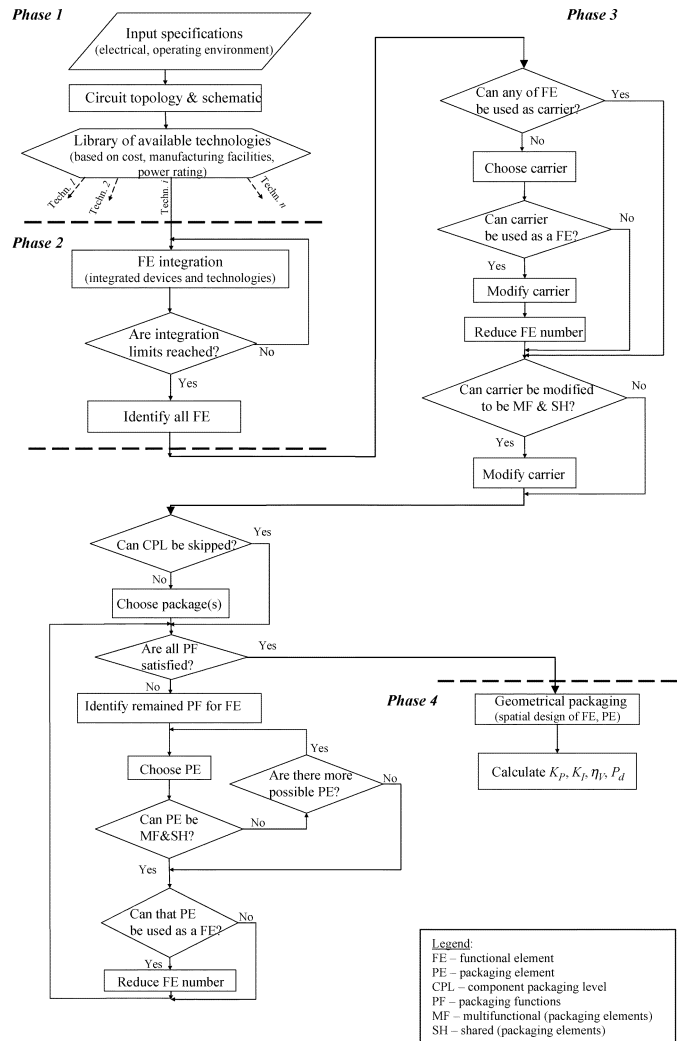 Phase 1
Input specifications
(electrical, operating environment)
Circuit topology & schematic
Library of available technologies
(based on cost, manufacturing facilities,
power rating)
Techn. 1
Techn. 2
Techn. i
Techn. n
Phase 2
FE integration
(integrated devices and technologies)
Are integration
limits reached?
No
Yes
Identify all FE
Phase 3
Can any of FE
be used as carrier?
Yes
No
Choose carrier
Can carrier
be used as a FE?
No
Yes
Modify carrier
Reduce FE number
Can carrier be modified
to be MF & SH?
No
Yes
Modify carrier
Can CPL be skipped?
Yes
No
Choose package(s)
Are all PF
satisfied?
Yes
No
Identify remained PF for FE
Choose PE
Yes
Are there more
possible PE?
No
Can PE be
MF&SH?
No
Yes
Can that PE
be used as a FE?
No
Yes
Reduce FE number
Phase 4
Geometrical packaging
(spatial design of FE, PE)
Calculate K_P, K_I, η_V, P_d
Legend:
FE – functional element
PE – packaging element
CPL – component packaging level
PF – packaging functions
MF – multifunctional (packaging elements)
SH – shared (packaging elements)